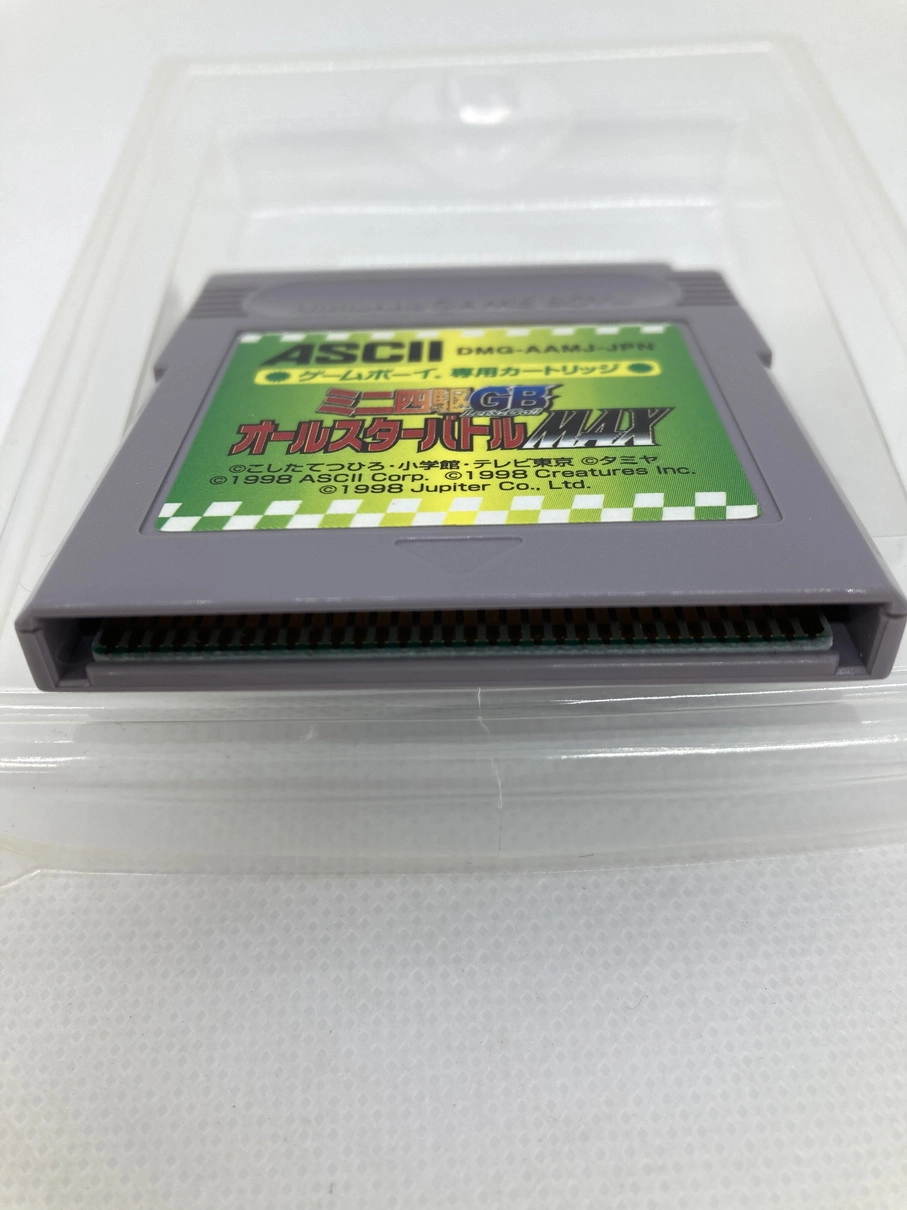 ASCII DMG-AAMJ-JPN
ゲームボーイ® 専用カートリッジ
ミニ四駆GB
Let's&Go!!
オールスターバトルMAX
©こしたてつひろ・小学館・テレビ東京 ©タミヤ
©1998 ASCII Corp. ©1998 Creatures Inc.
©1998 Jupiter Co., Ltd.